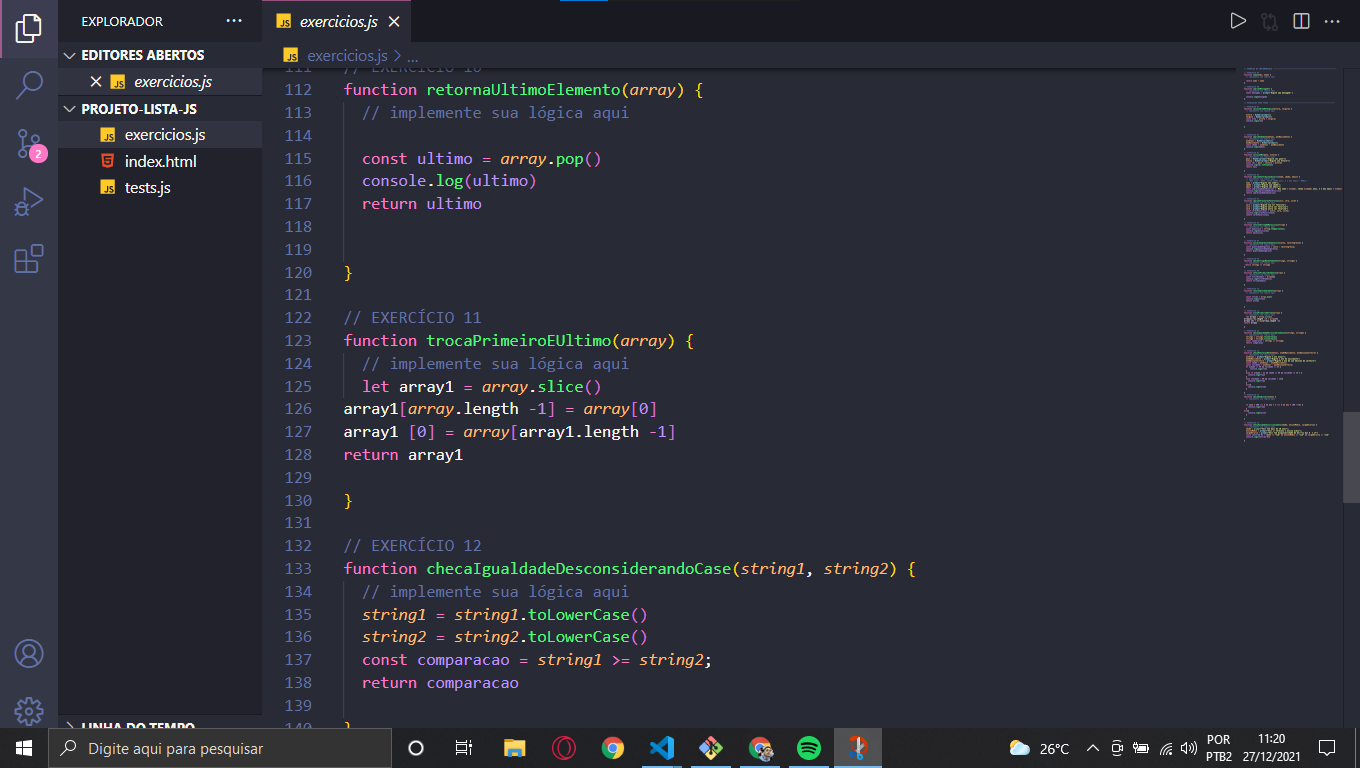 EXPLORADOR
exercicios.js
EDITORES ABERTOS
exercicios.js > ...
exercicios.js
PROJETO-LISTA-JS
exercicios.js
index.html
tests.js
2
111 // EXERCÍCIO 10
112 function retornaUltimoElemento(array) {
113 // implemente sua lógica aqui
114
115 const ultimo = array.pop()
116 console.log(ultimo)
117 return ultimo
118
119
120 }
121
122 // EXERCÍCIO 11
123 function trocaPrimeiroEUltimo(array) {
124 // implemente sua lógica aqui
125 let array1 = array.slice()
126 array1[array.length -1] = array[0]
127 array1 [0] = array[array1.length -1]
128 return array1
129
130 }
131
132 // EXERCÍCIO 12
133 function checaIgualdadeDesconsiderandoCase(string1, string2) {
134 // implemente sua lógica aqui
135 string1 = string1.toLowerCase()
136 string2 = string2.toLowerCase()
137 const comparacao = string1 >= string2;
138 return comparacao
139
140 }
LINHA DO TEMPO
Digite aqui para pesquisar
26°C
POR
PTB2
11:20
27/12/2021